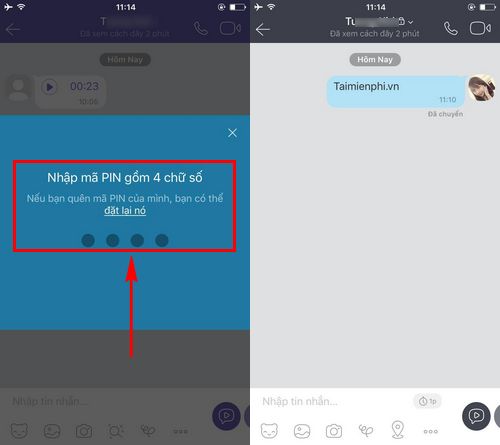 11:14
Đã xem cách đây 2 phút
Hôm Nay
00:23
10:06
Nhập mã PIN gồm 4 chữ số
Nếu bạn quên mã PIN của mình, bạn có thể
đặt lại nó
Nhập tin nhắn...
11:14
Đã xem cách đây 2 phút
Hôm Nay
Taimienphi.vn
11:10
Đã chuyển
Nhập tin nhắn...
1p